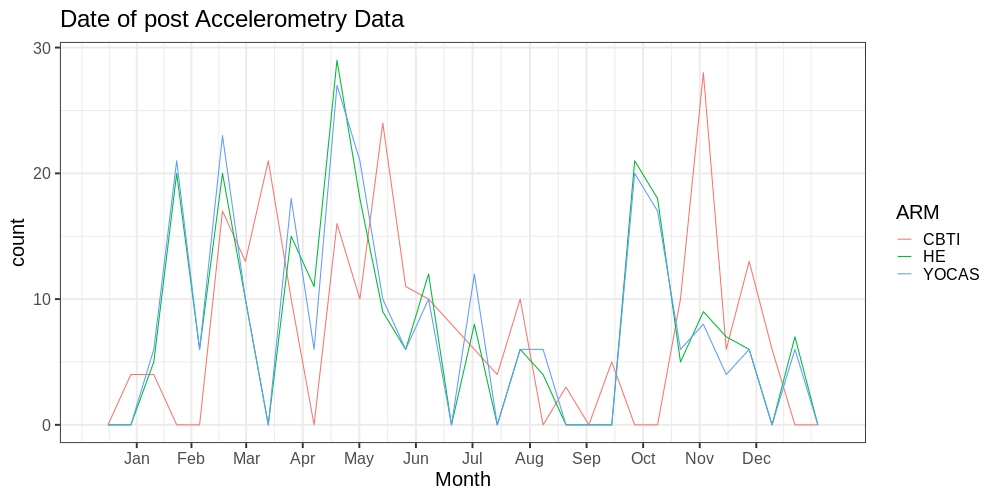 Date of post Accelerometry Data
30
20
10
0
count
Jan Feb Mar Apr May Jun Jul Aug Sep Oct Nov Dec
Month
ARM
CBTI
HE
YOCAS